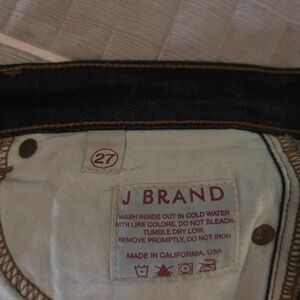 27
J BRAND
WASH INSIDE OUT IN COLD WATER
WITH LIKE COLORS, DO NOT BLEACH,
TUMBLE DRY LOW,
REMOVE PROMPTLY, DO NOT IRON
MADE IN CALIFORNIA. USA